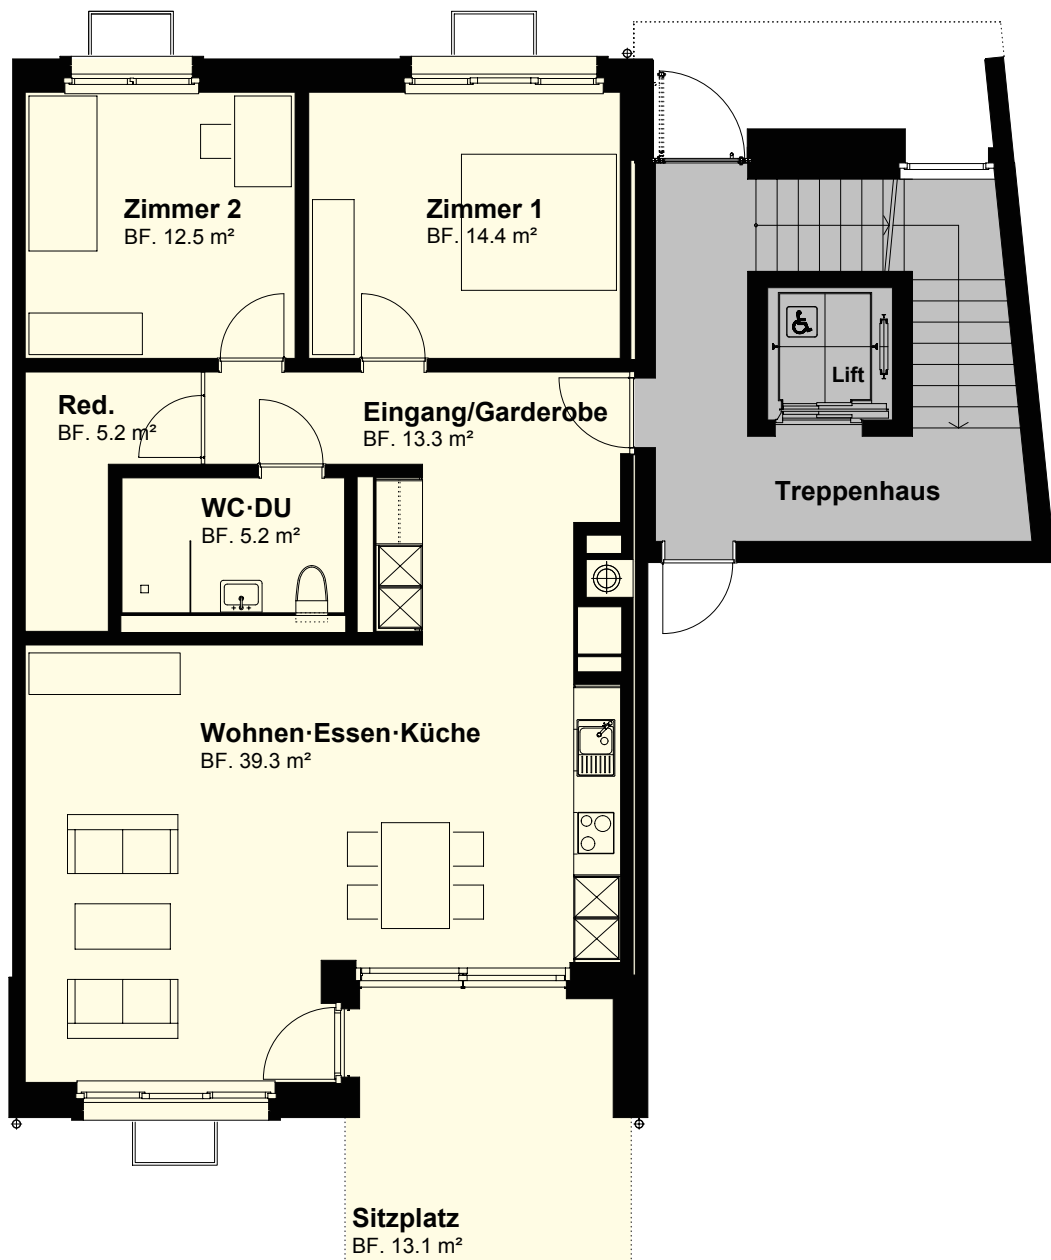 Zimmer 2
BF. 12.5 m²
Zimmer 1
BF. 14.4 m²
Lift
Red.
BF. 5.2 m²
Eingang/Garderobe
BF. 13.3 m²
Treppenhaus
WC·DU
BF. 5.2 m²
Wohnen·Essen·Küche
BF. 39.3 m²
Sitzplatz
BF. 13.1 m²